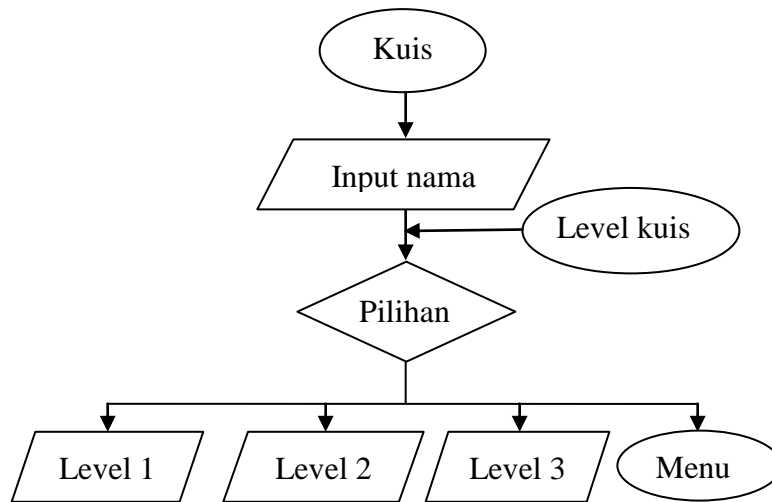 Kuis
Input nama
Level kuis
Pilihan
Level 1
Level 2
Level 3
Menu